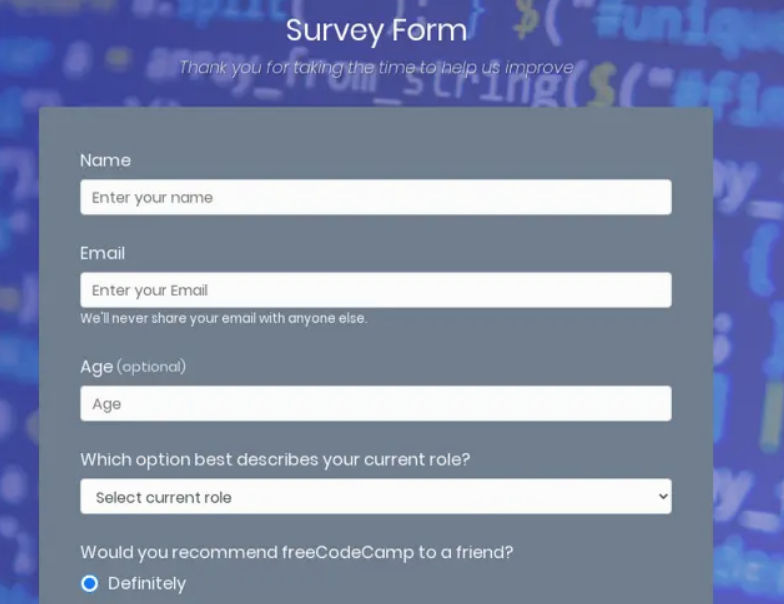 Survey Form
Thank you for taking the time to help us improve
Name
Enter your name
Email
Enter your Email
We'll never share your email with anyone else.
Age (optional)
Age
Which option best describes your current role?
Select current role
Would you recommend freeCodeCamp to a friend?
Definitely